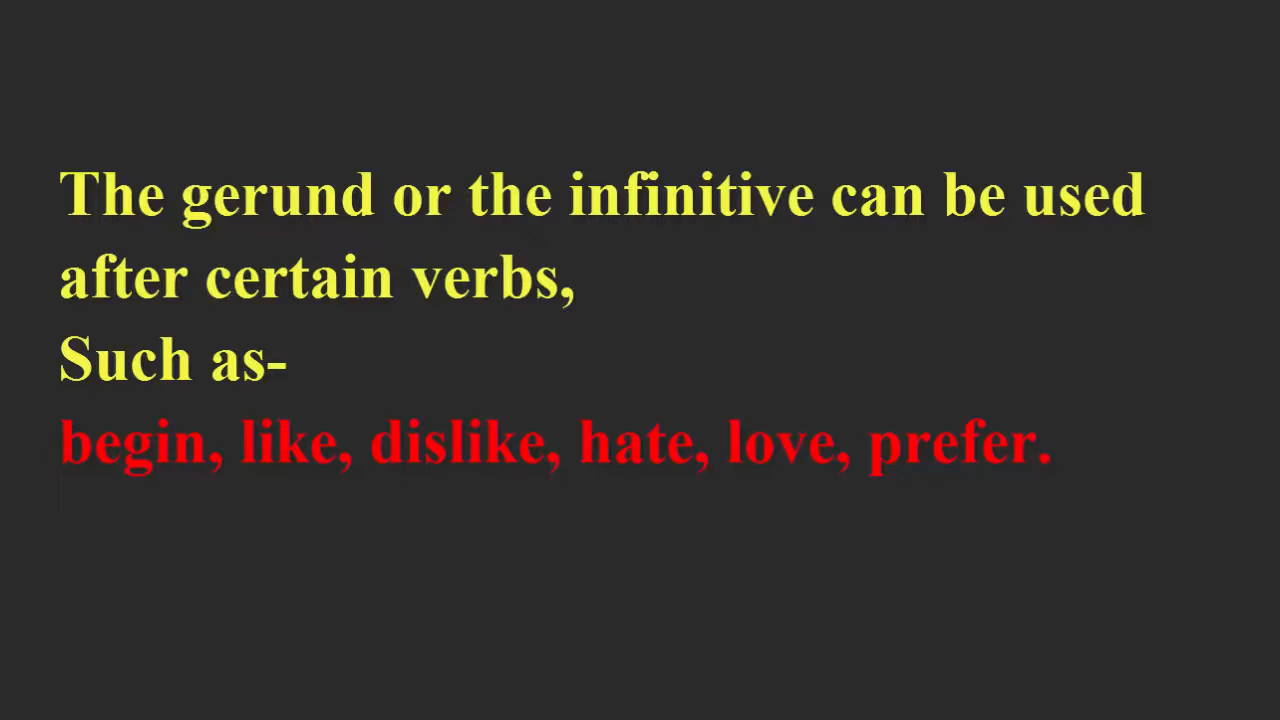 The gerund or the infinitive can be used
after certain verbs,
Such as-
begin, like, dislike, hate, love, prefer.